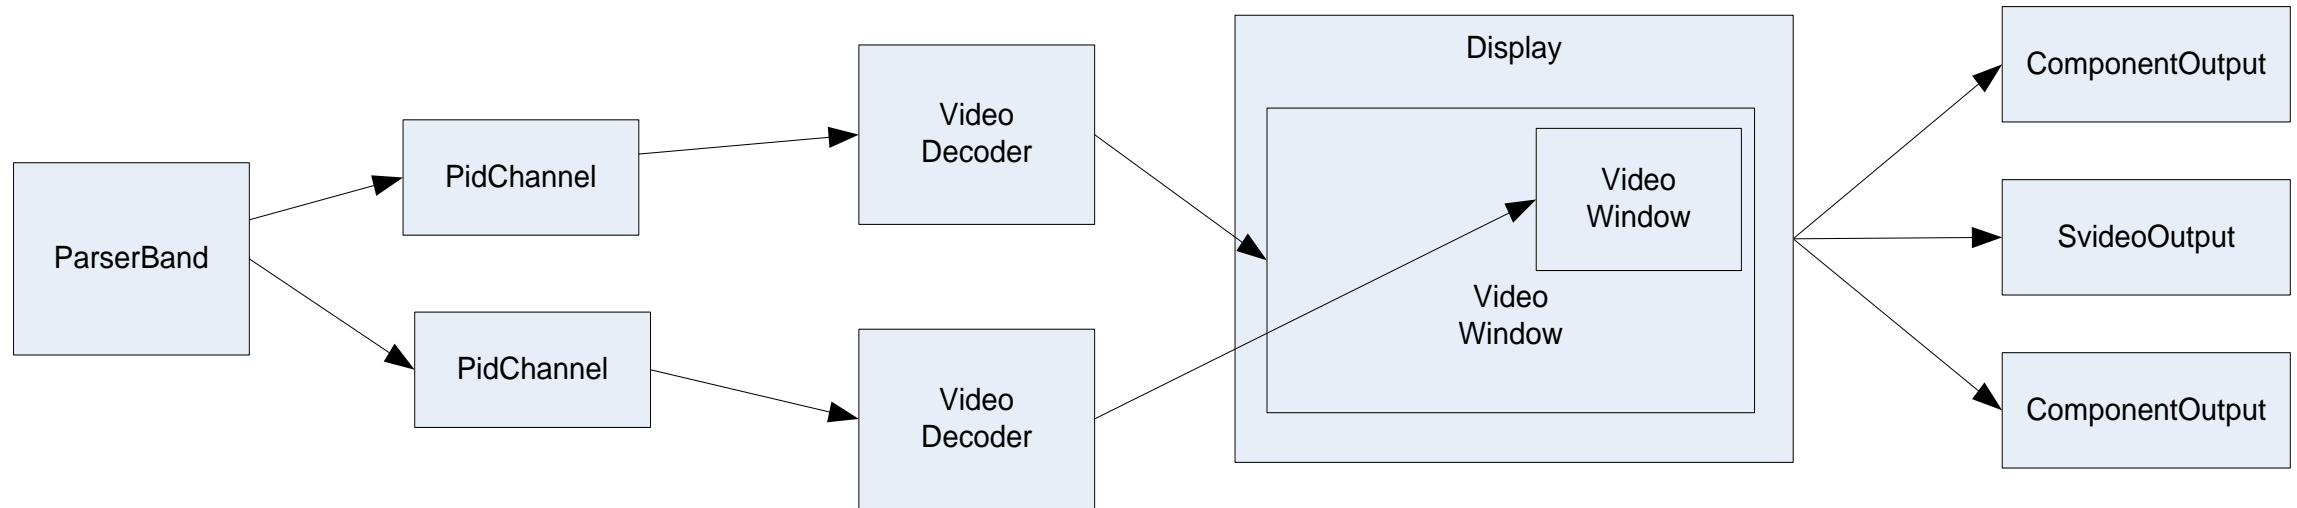 ParserBand
PidChannel
PidChannel
Video
Decoder
Video
Decoder
Display
Video
Window
Video
Window
ComponentOutput
SvideoOutput
ComponentOutput